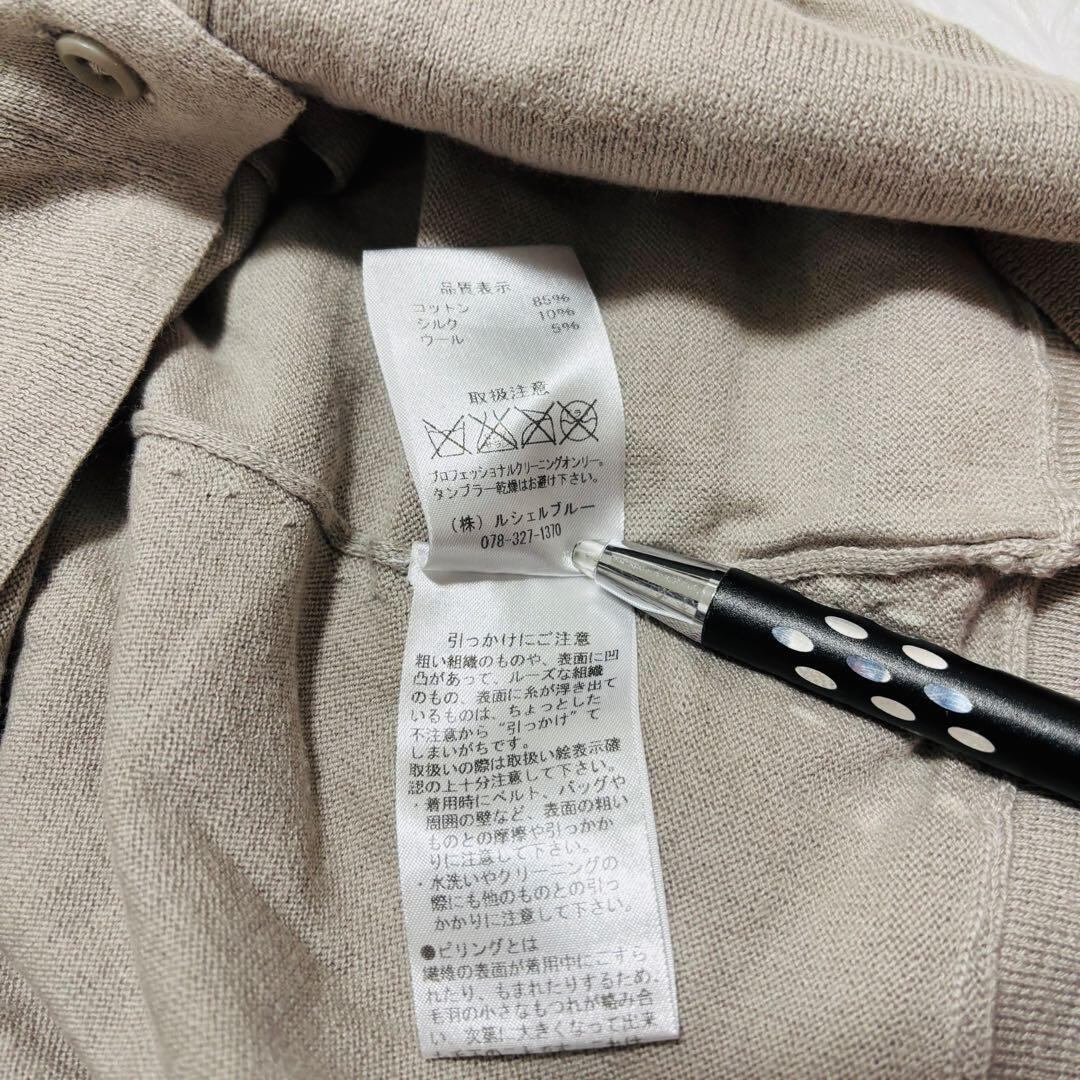 品質表示
コットン 85%
シルク 10%
ウール 5%
取扱注意
プロフェッショナルクリーニングオンリー。
タンブラー乾燥はお避け下さい。
(株) ルシェルブルー
078-327-1370
引っかけにご注意
粗い組織のものや、表面に凹
凸があって、ルーズな組織
のもの、表面に糸が浮き出て
いるものは、ちょっとした
不注意から"引っかけ"て
しまいがちです。
取扱いの際は取扱い絵表示確
認の上十分注意して下さい。
・着用時にベルト、バッグや
周囲の壁など、表面の粗い
ものとの摩擦や引っかか
りに注意して下さい。
・水洗いやクリーニングの
際にも他のものとの引っ
かかりに注意して下さい。
●ピリングとは
繊維の表面が着用中にこすら
れたり、もまれたりするため、
毛羽の小さなもつれが絡み合
い、次第に大きくなって出来